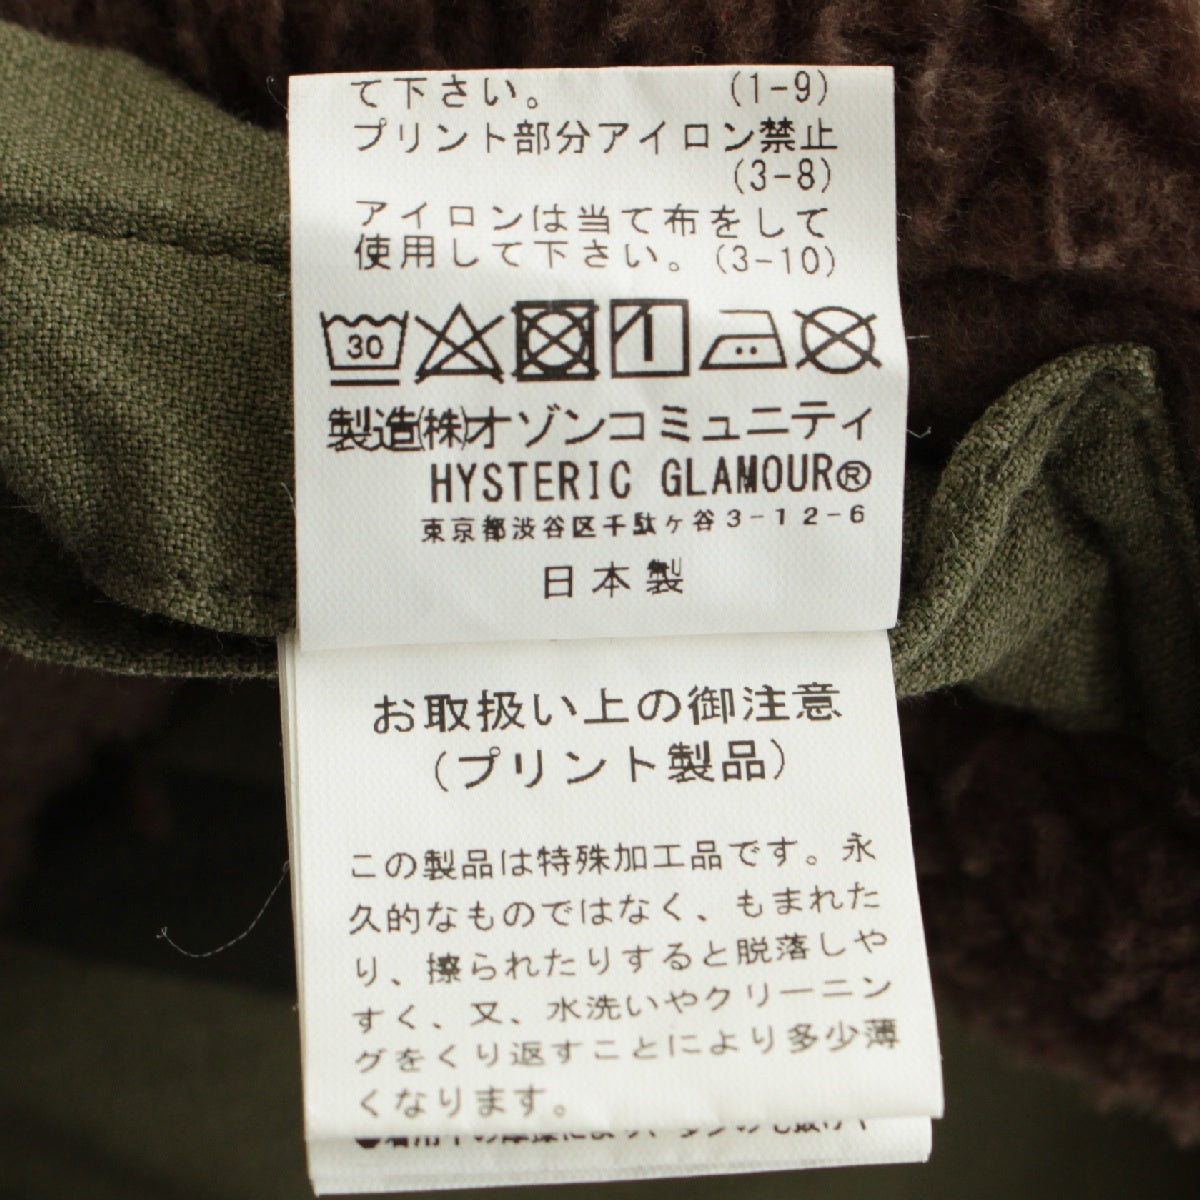 て下さい。 (1-9)
プリント部分アイロン禁止
(3-8)
アイロンは当て布をして
使用して下さい。(3-10)
30
製造㈱オゾンコミュニティ
HYSTERIC GLAMOUR®
東京都渋谷区千駄ヶ谷3-12-6
日本製
お取扱い上の御注意
(プリント製品)
この製品は特殊加工品です。永
久的なものではなく、もまれた
り、擦られたりすると脱落しや
すく、又、水洗いやクリーニン
グをくり返すことにより多少薄
くなります。